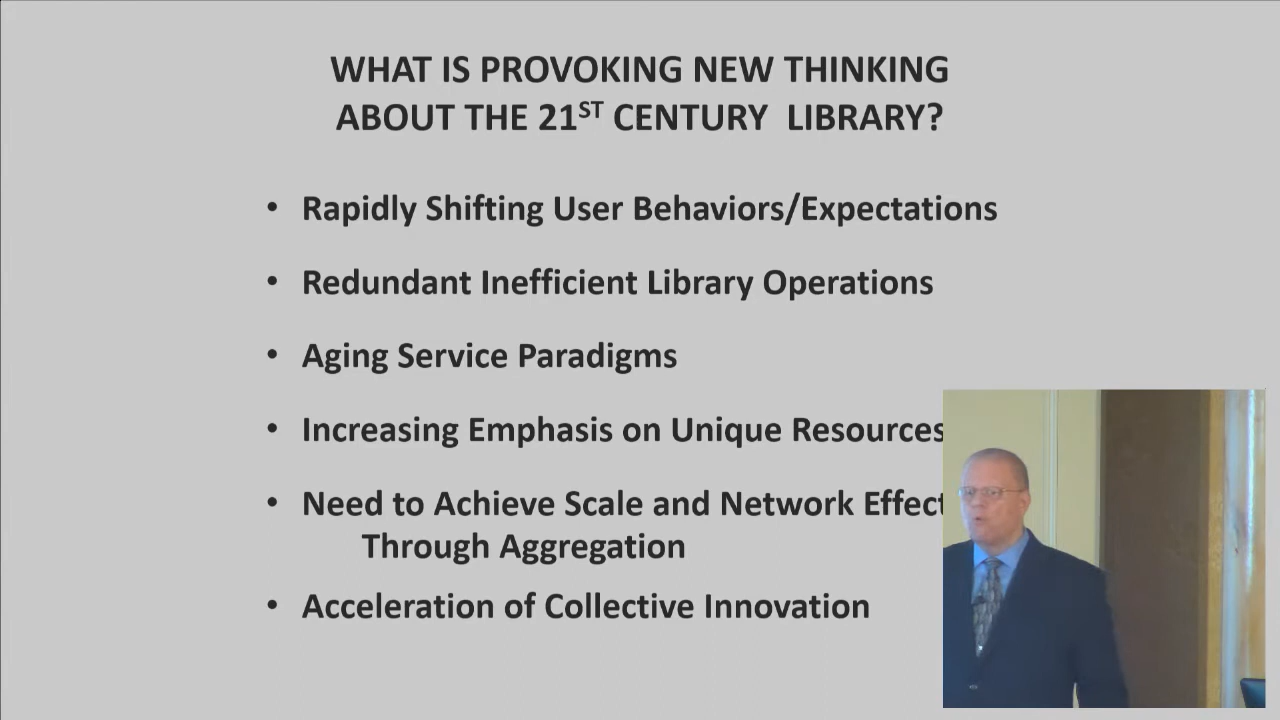 WHAT IS PROVOKING NEW THINKING
ABOUT THE 21ST CENTURY LIBRARY?
• Rapidly Shifting User Behaviors/Expectations
• Redundant Inefficient Library Operations
• Aging Service Paradigms
• Increasing Emphasis on Unique Resources
• Need to Achieve Scale and Network Effect
Through Aggregation
• Acceleration of Collective Innovation